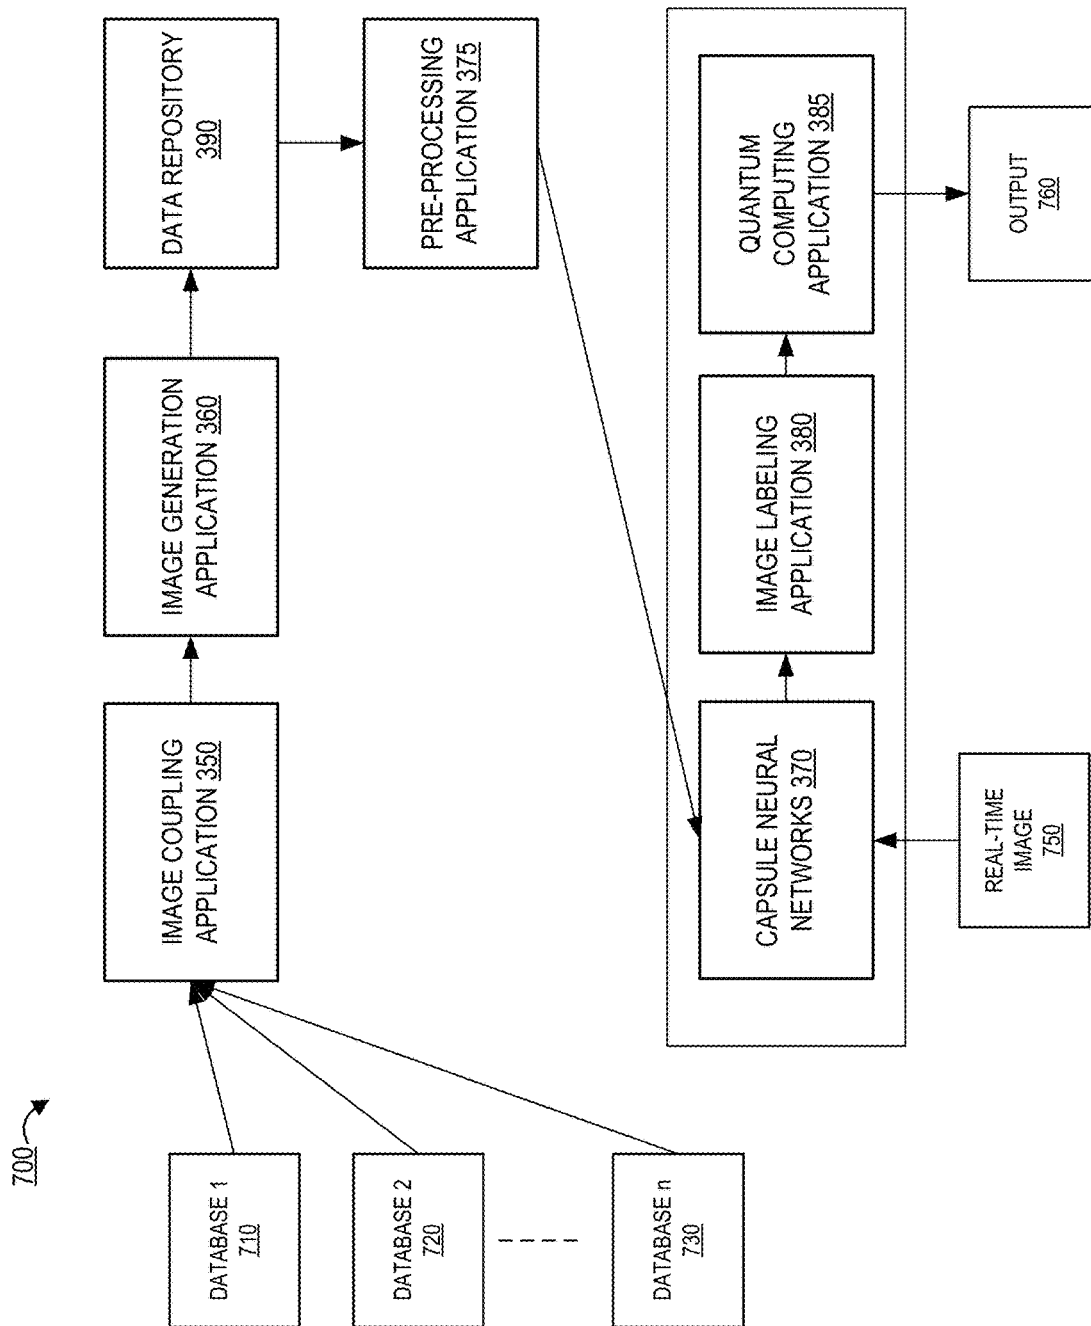 700
DATABASE 1
710
DATABASE 2
720
DATABASE n
730
IMAGE COUPLING
APPLICATION 350
IMAGE GENERATION
APPLICATION 360
DATA REPOSITORY
390
PRE-PROCESSING
APPLICATION 375
CAPSULE NEURAL
NETWORKS 370
IMAGE LABELING
APPLICATION 380
QUANTUM
COMPUTING
APPLICATION 385
REAL-TIME
IMAGE
750
OUTPUT
760